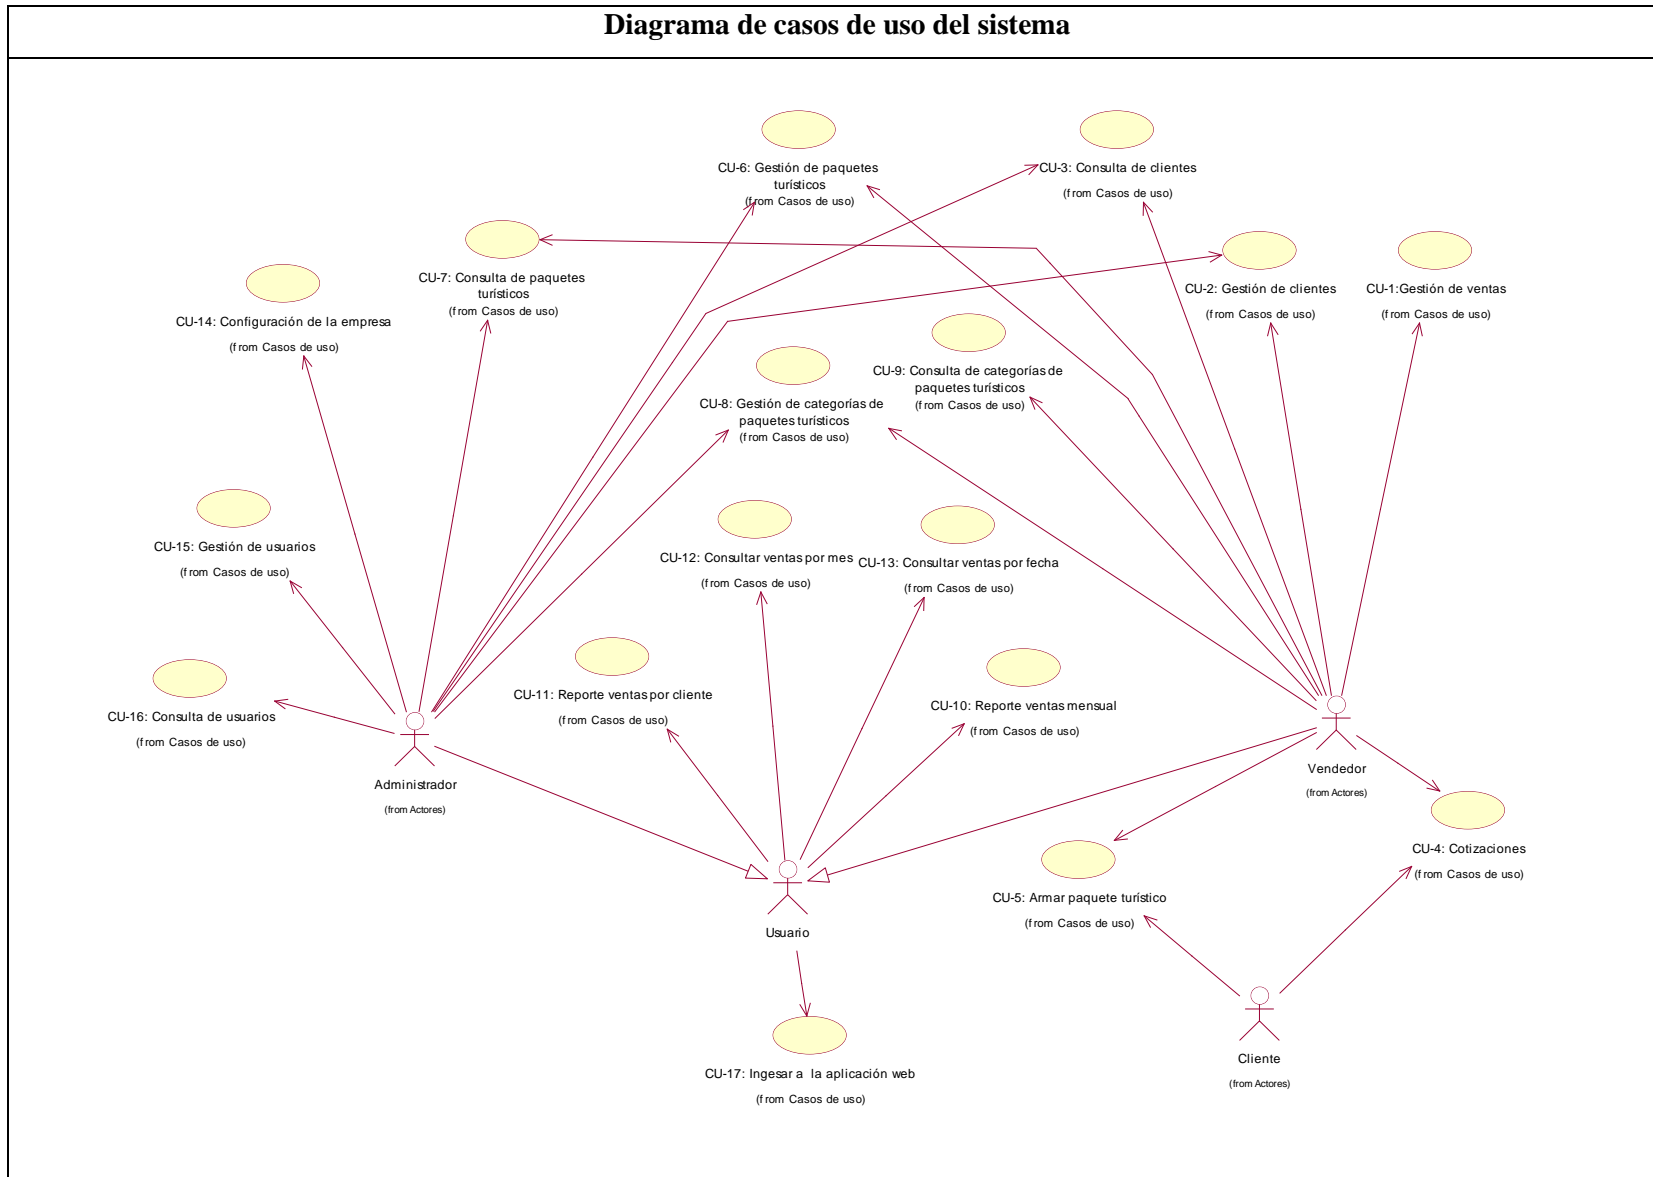 Diagrama de casos de uso del sistema
CU-6: Gestión de paquetes
turísticos
(from Casos de uso)
CU-3: Consulta de clientes
(from Casos de uso)
CU-7: Consulta de paquetes
turísticos
(from Casos de uso)
CU-2: Gestión de clientes
(from Casos de uso)
CU-1:Gestión de ventas
(from Casos de uso)
CU-14: Configuración de la empresa
(from Casos de uso)
CU-9: Consulta de categorías de
paquetes turísticos
(from Casos de uso)
CU-8: Gestión de categorías de
paquetes turísticos
(from Casos de uso)
CU-15: Gestión de usuarios
(from Casos de uso)
CU-12: Consultar ventas por mes
(from Casos de uso)
CU-13: Consultar ventas por fecha
(from Casos de uso)
CU-16: Consulta de usuarios
(from Casos de uso)
CU-11: Reporte ventas por cliente
(from Casos de uso)
CU-10: Reporte ventas mensual
(from Casos de uso)
Administrador
(from Actores)
Vendedor
(from Actores)
CU-4: Cotizaciones
(from Casos de uso)
CU-5: Armar paquete turístico
(from Casos de uso)
Usuario
Cliente
(from Actores)
CU-17: Ingesar a la aplicación web
(from Casos de uso)